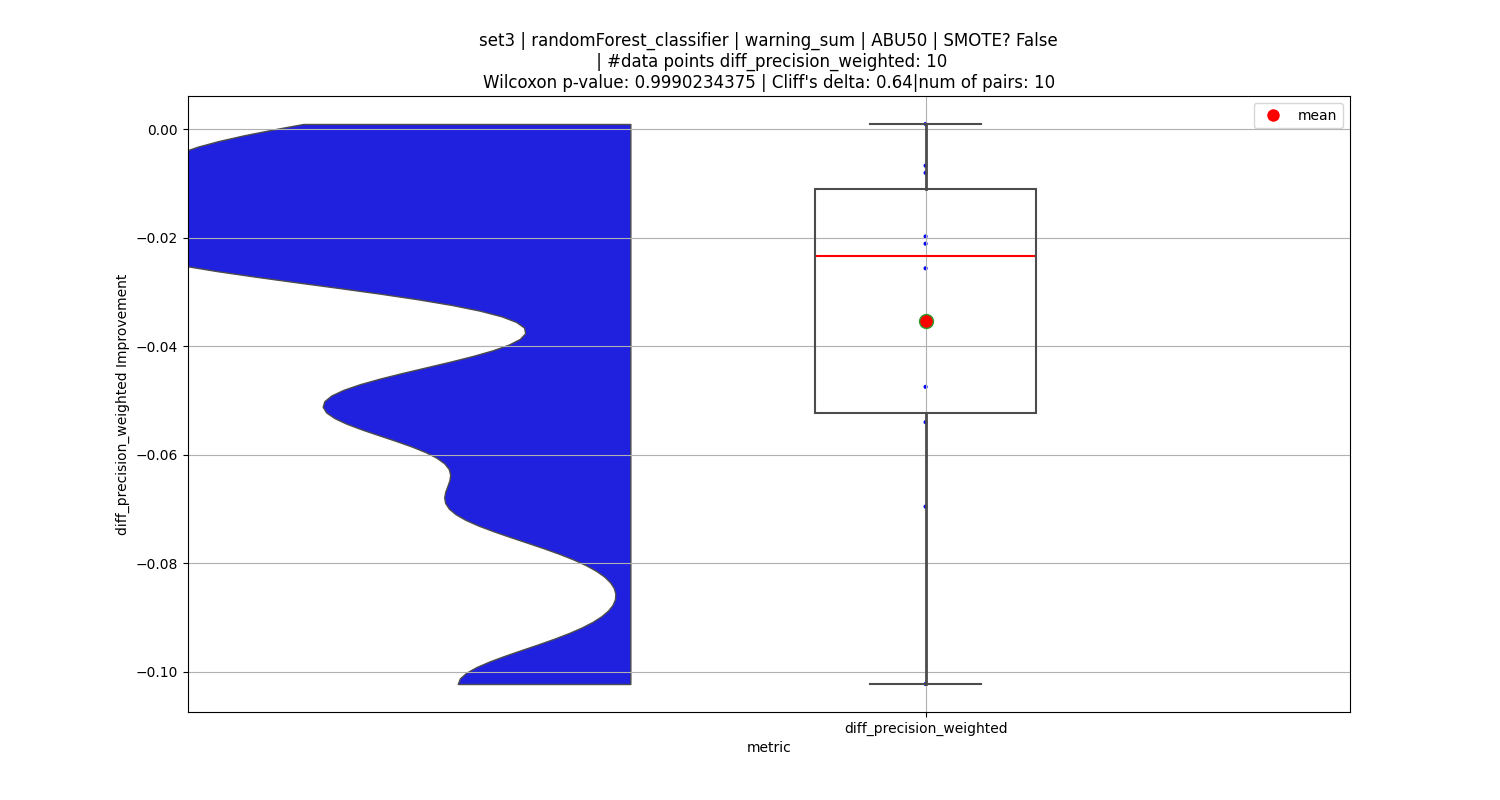 set3 | randomForest_classifier | warning_sum | ABU50 | SMOTE? False
| #data points diff_precision_weighted: 10
Wilcoxon p-value: 0.9990234375 | Cliff's delta: 0.64|num of pairs: 10
mean
0.00
−0.02
−0.04
−0.06
−0.08
−0.10
diff_precision_weighted Improvement
diff_precision_weighted
metric